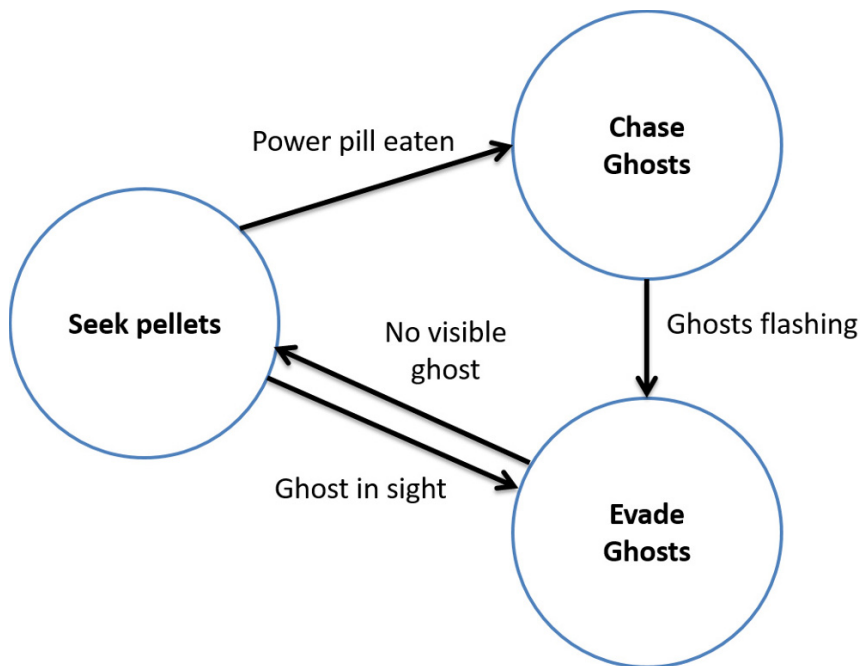 Chase
Ghosts
Power pill eaten
Seek pellets
No visible
ghost
Ghosts flashing
Ghost in sight
Evade
Ghosts